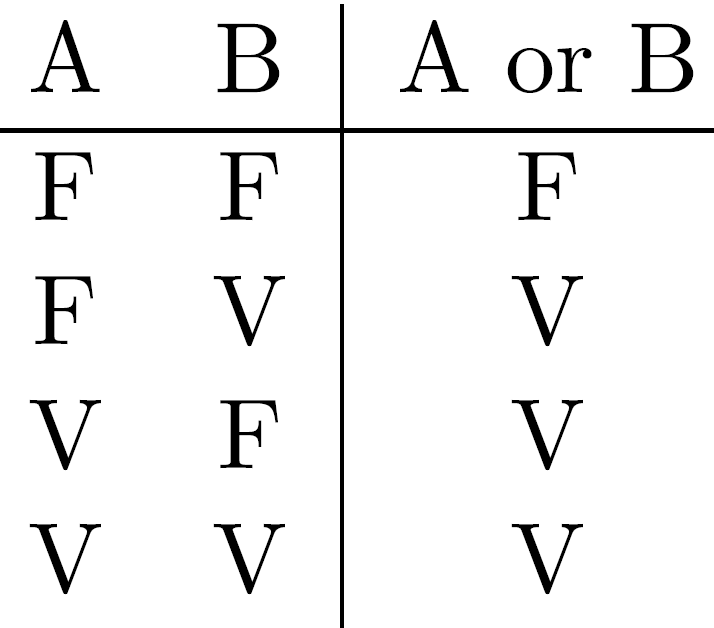 A B A or B
F F F
F V V
V F V
V V V